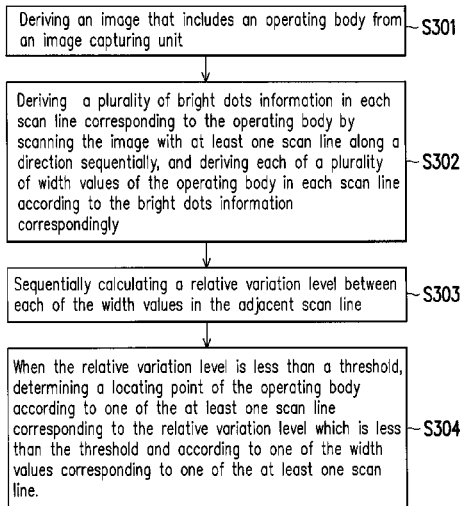 Deriving an image that includes an operating body from
an image capturing unit
S301
Deriving a plurality of bright dots information in each
scan line corresponding to the operating body by
scanning the image with at least one scan line along a
direction sequentially, and deriving each of a plurality
of width values of the operating body in each scan line
according to the bright dots information
correspondingly
S302
Sequentially calculating a relative variation level between
each of the width values in the adjacent scan line
S303
When the relative variation level is less than a threshold,
determining a locating point of the operating body
according to one of the at least one scan line
corresponding to the relative variation level which is less
than the threshold and according to one of the width
values corresponding to one of the at least one scan
line.
S304